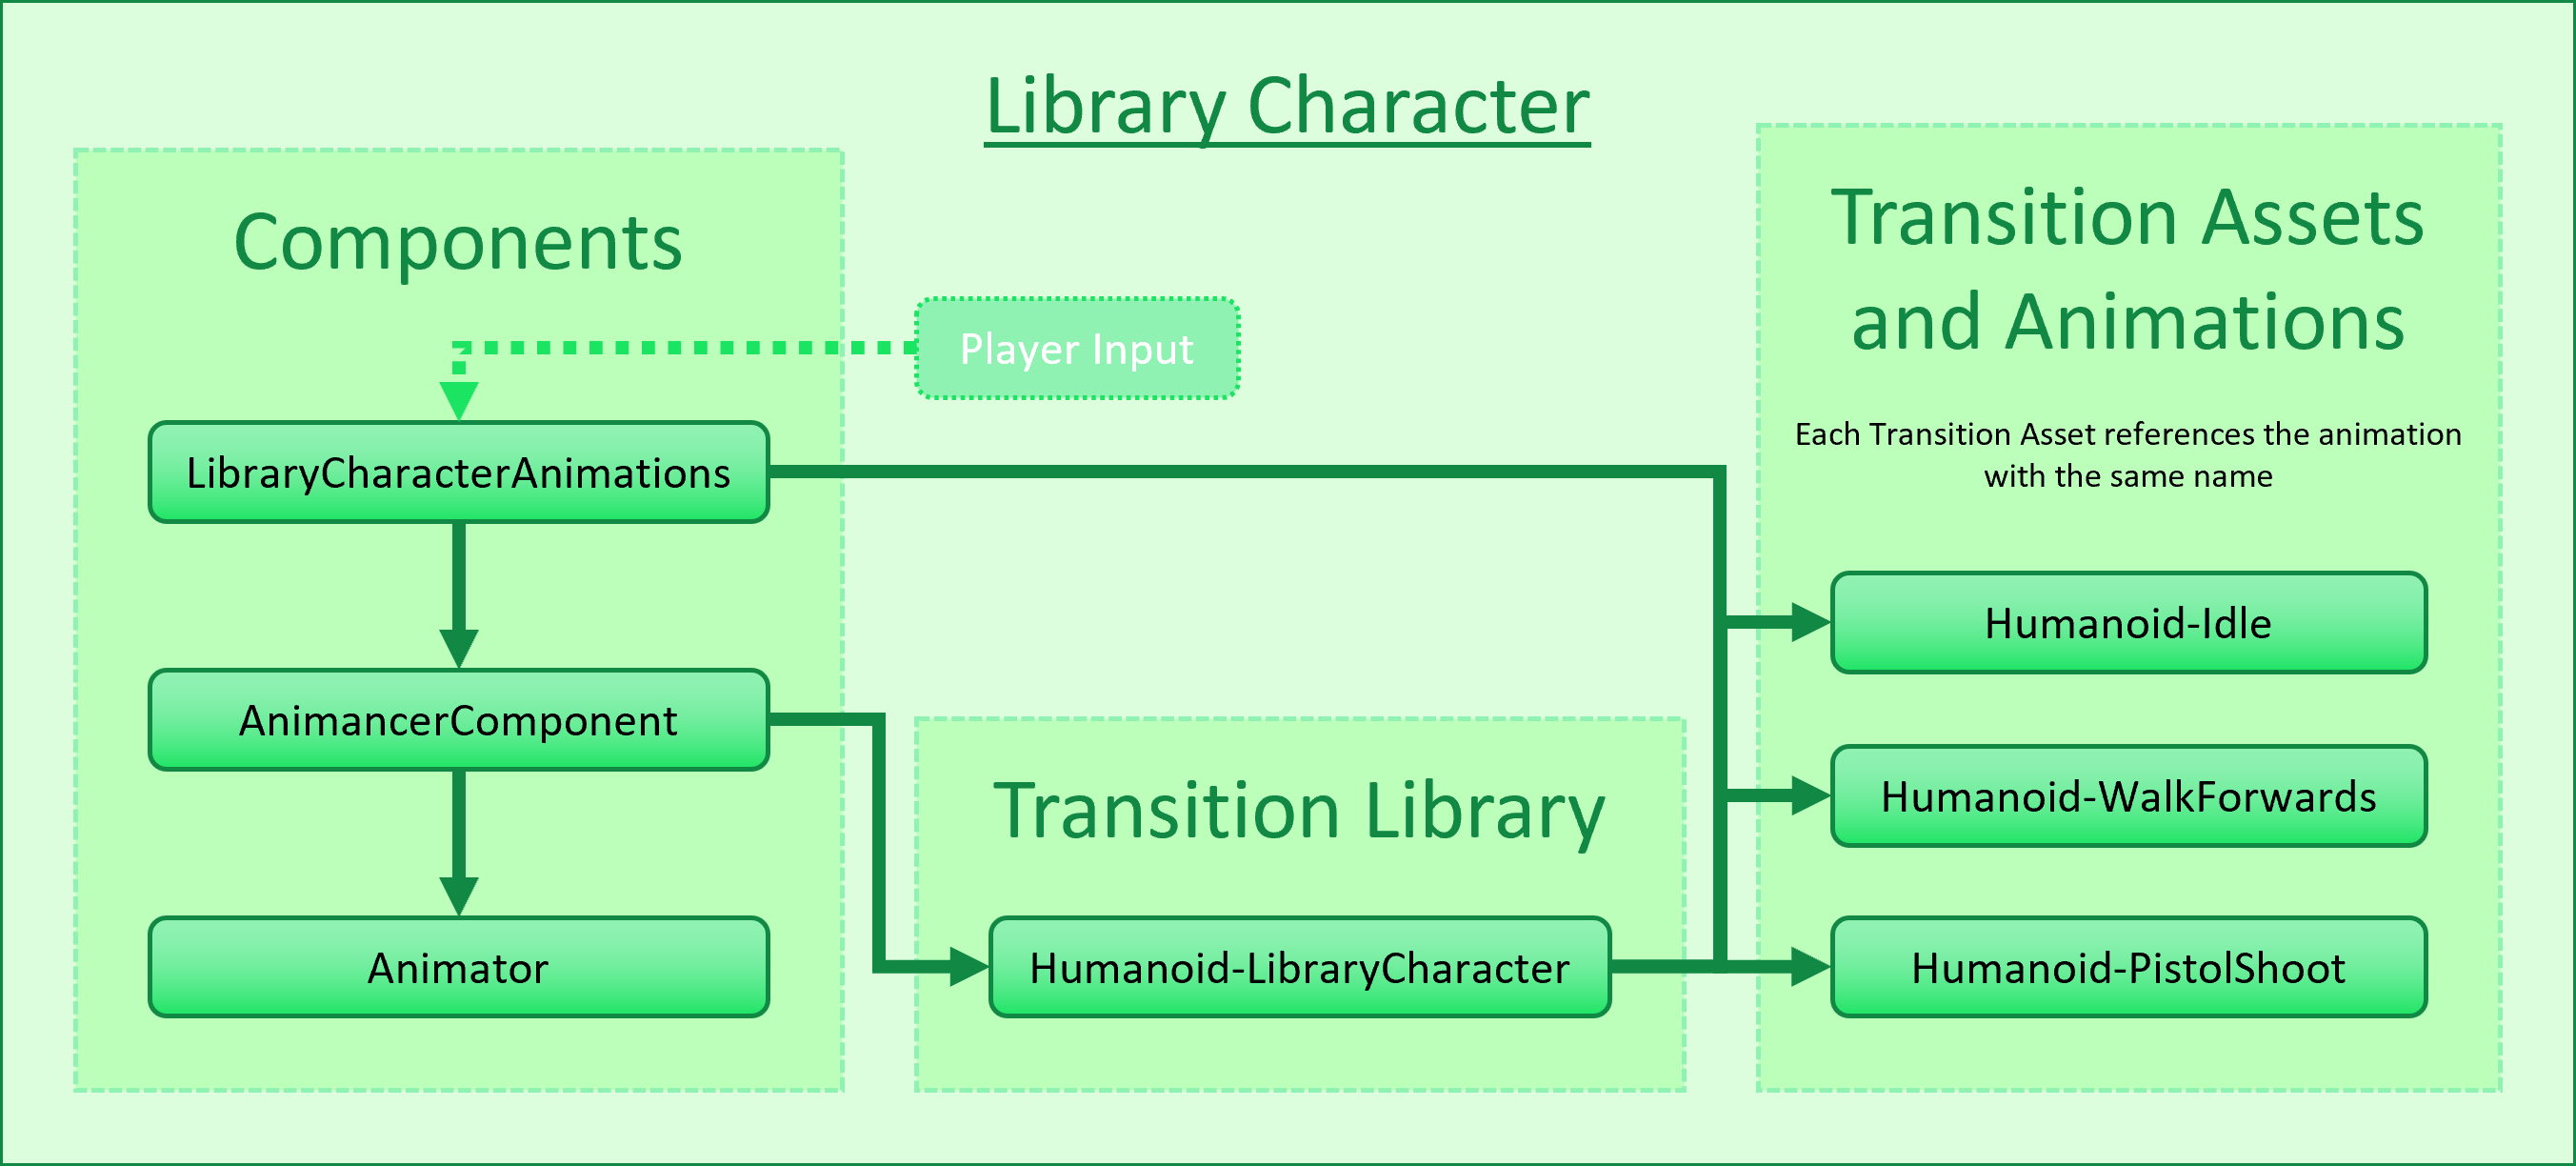 Library Character
Components
Player Input
LibraryCharacterAnimations
AnimancerComponent
Animator
Transition Library
Humanoid-LibraryCharacter
Transition Assets
and Animations
Each Transition Asset references the animation
with the same name
Humanoid-Idle
Humanoid-WalkForwards
Humanoid-PistolShoot